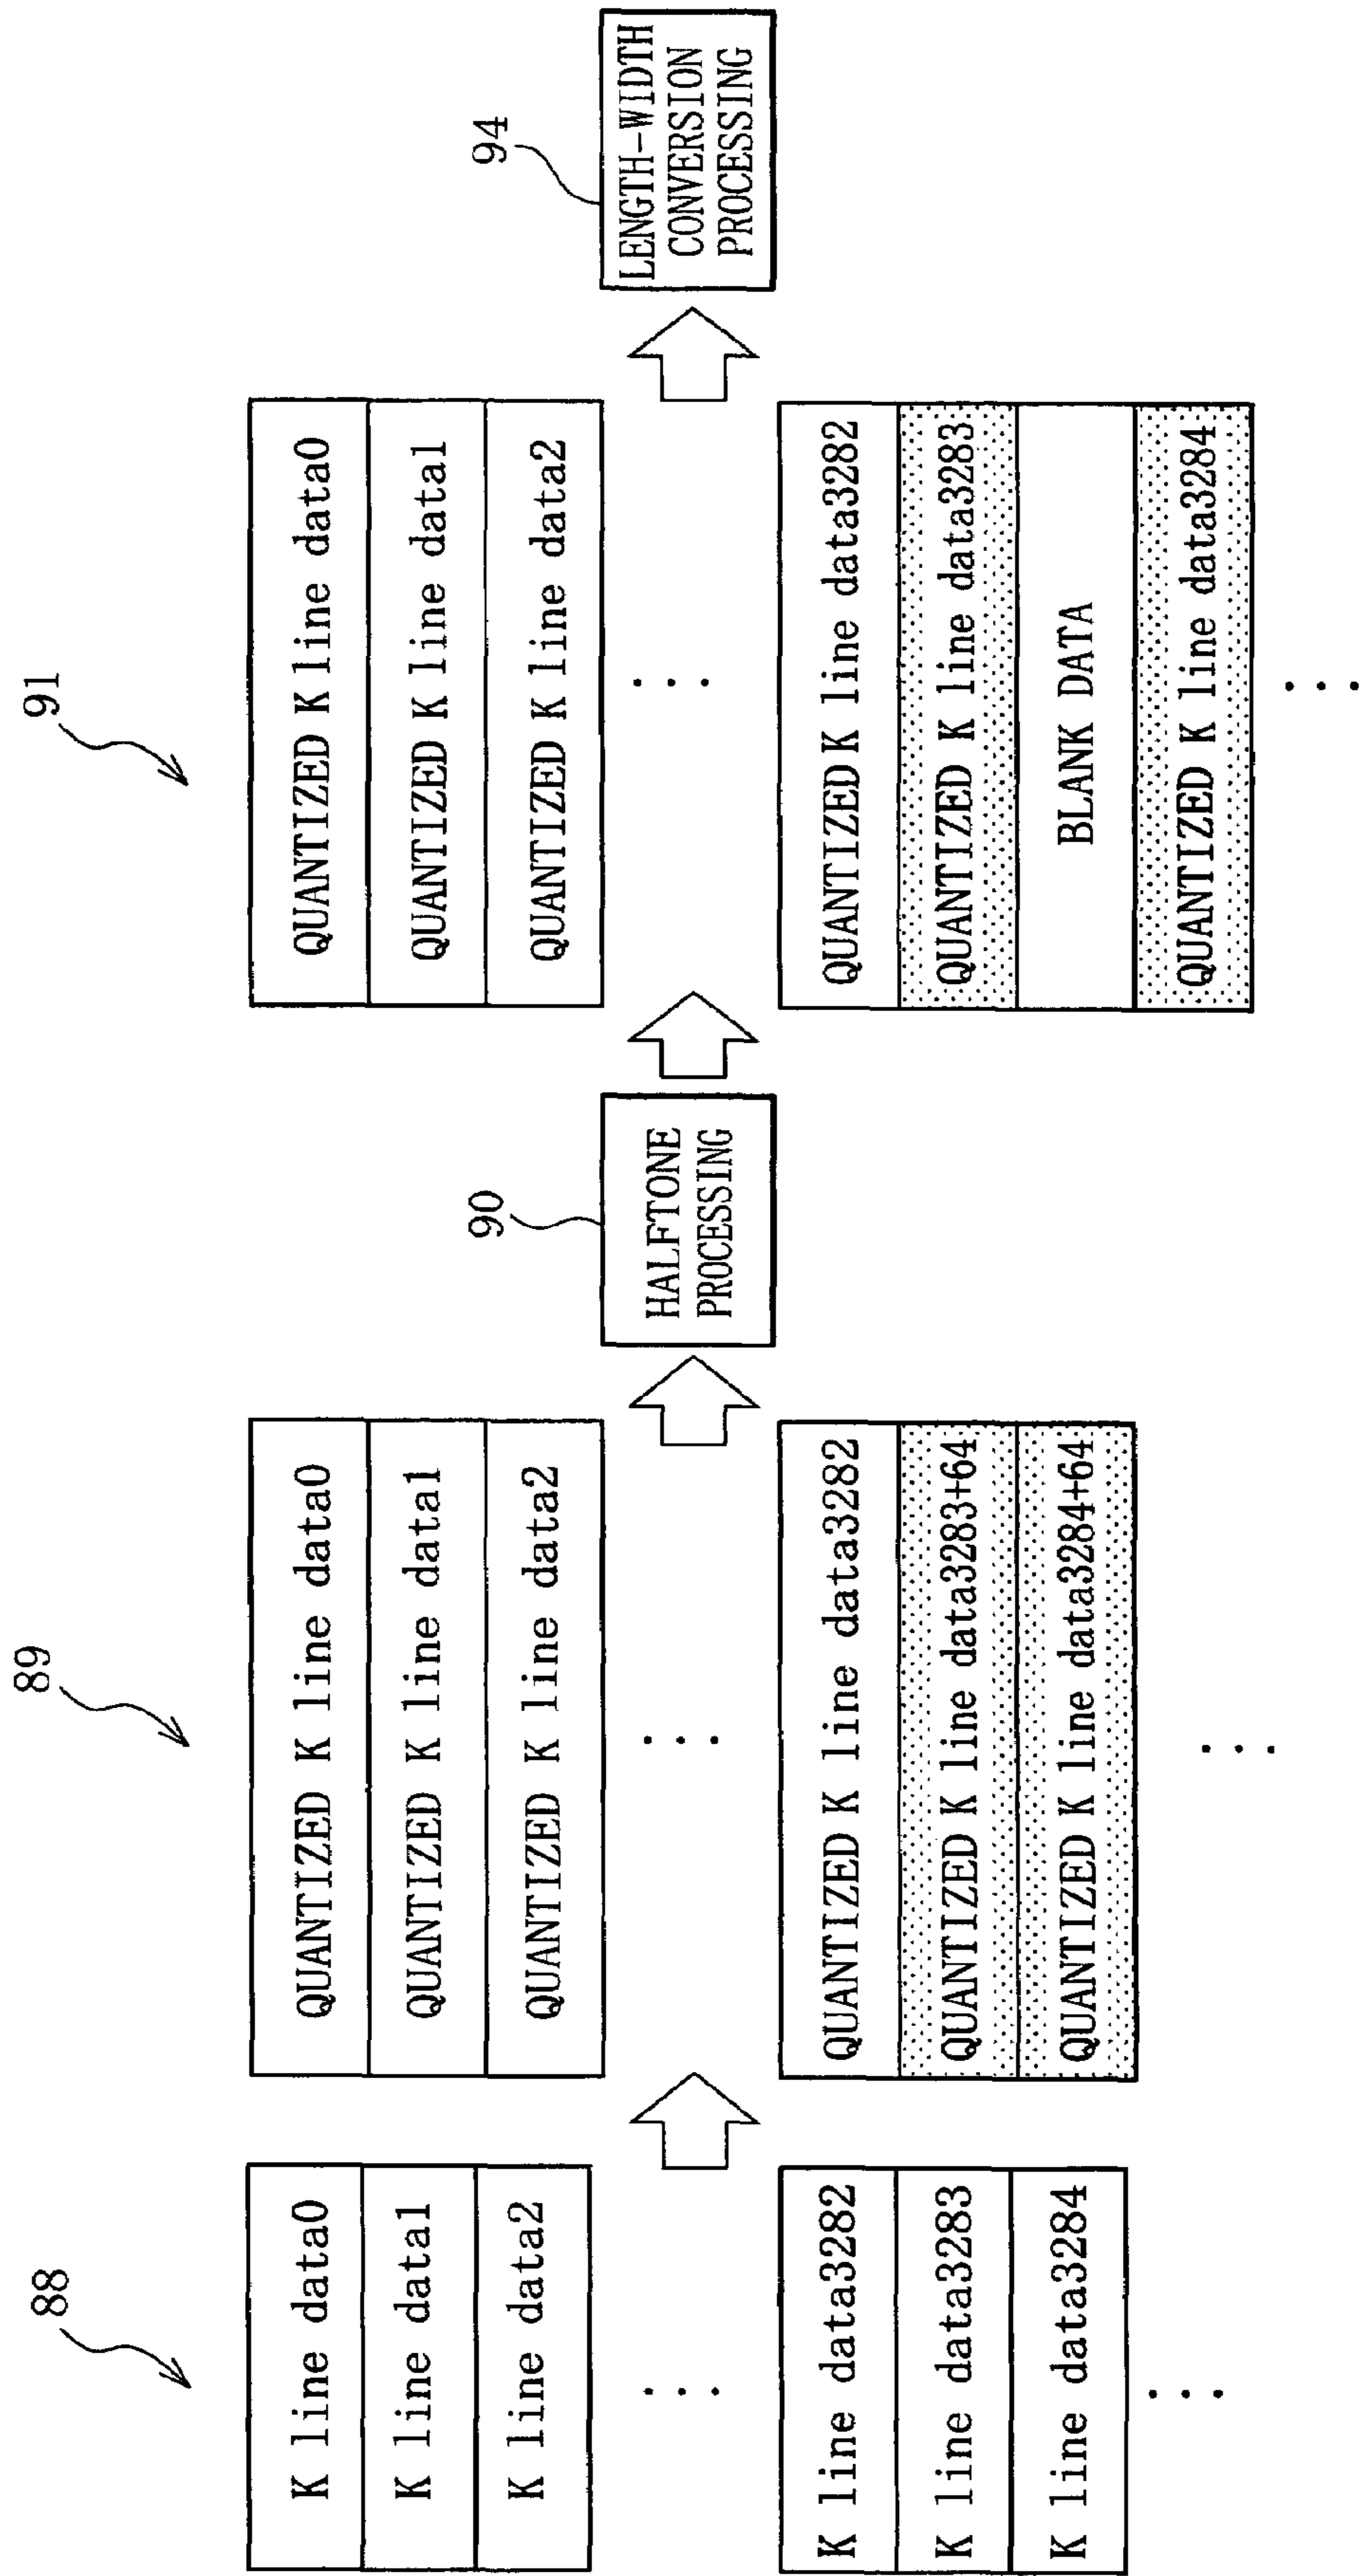 88
K line data0
K line data1
K line data2
K line data3282
K line data3283
K line data3284
89
QUANTIZED K line data0
QUANTIZED K line data1
QUANTIZED K line data2
QUANTIZED K line data3282
QUANTIZED K line data3283+64
QUANTIZED K line data3284+64
90
HALFTONE
PROCESSING
91
QUANTIZED K line data0
QUANTIZED K line data1
QUANTIZED K line data2
QUANTIZED K line data3282
QUANTIZED K line data3283
BLANK DATA
QUANTIZED K line data3284
94
LENGTH-WIDTH
CONVERSION
PROCESSING